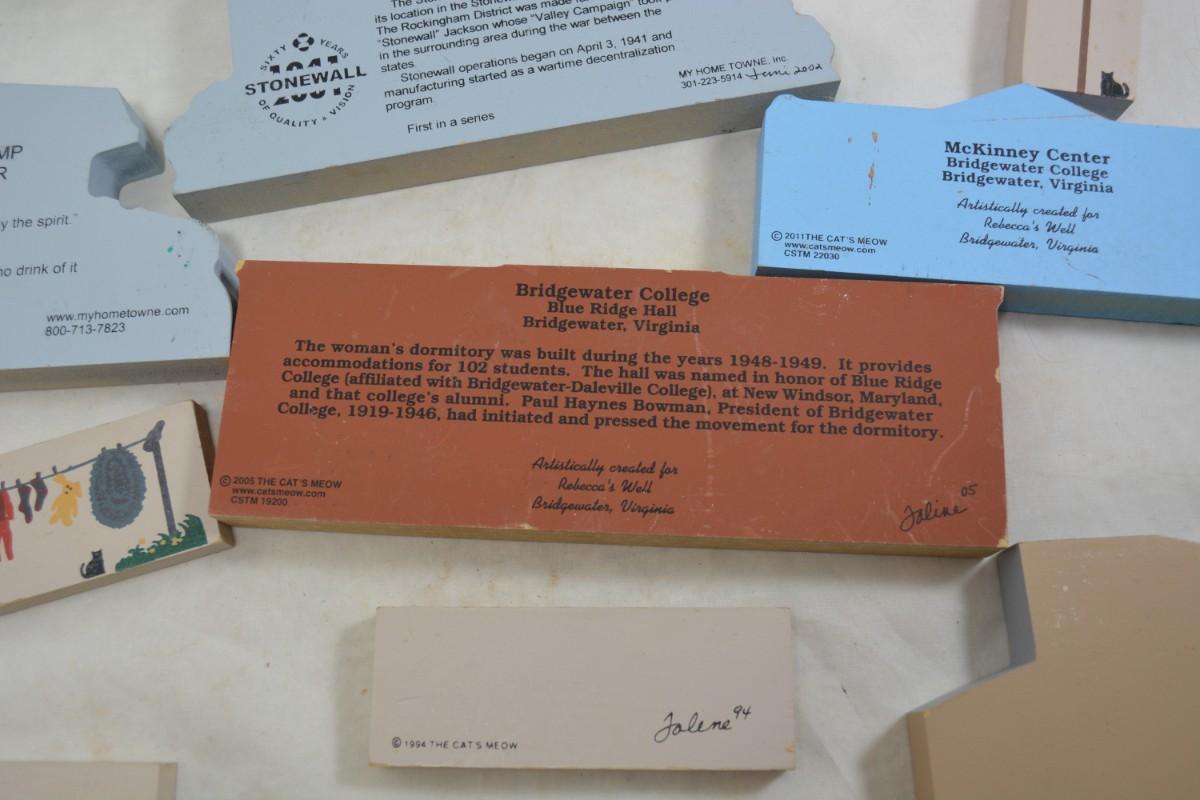 its location in the
The Rockingham District was made
"Stonewall" Jackson whose "Valley Campaign" took
in the surrounding area during the war between the
states.
Stonewall operations began on April 3, 1941 and
manufacturing started as a wartime decentralization
program.
First in a series
SIXTY YEARS
1941
STONEWALL
2001
OF QUALITY & VISION
MY HOME TOWNE, Inc.
301-223-5914 2002
y the spirit."
no drink of it
www.myhometowne.com
800-713-7823
McKinney Center
Bridgewater College
Bridgewater, Virginia
Artistically created for
Rebecca's Well
Bridgewater, Virginia
© 2011 THE CAT'S MEOW
www.catsmeow.com
CSTM 22030
Bridgewater College
Blue Ridge Hall
Bridgewater, Virginia
The woman's dormitory was built during the years 1948-1949. It provides
accommodations for 102 students. The hall was named in honor of Blue Ridge
College (affiliated with Bridgewater-Daleville College), at New Windsor, Maryland,
and that college's alumni. Paul Haynes Bowman, President of Bridgewater
College, 1919-1946, had initiated and pressed the movement for the dormitory.
Artistically created for
Rebecca's Well
Bridgewater, Virginia
© 2005 THE CAT'S MEOW
www.catsmeow.com
CSTM 19200
Faline 05
© 1994 THE CAT'S MEOW
Faline 94